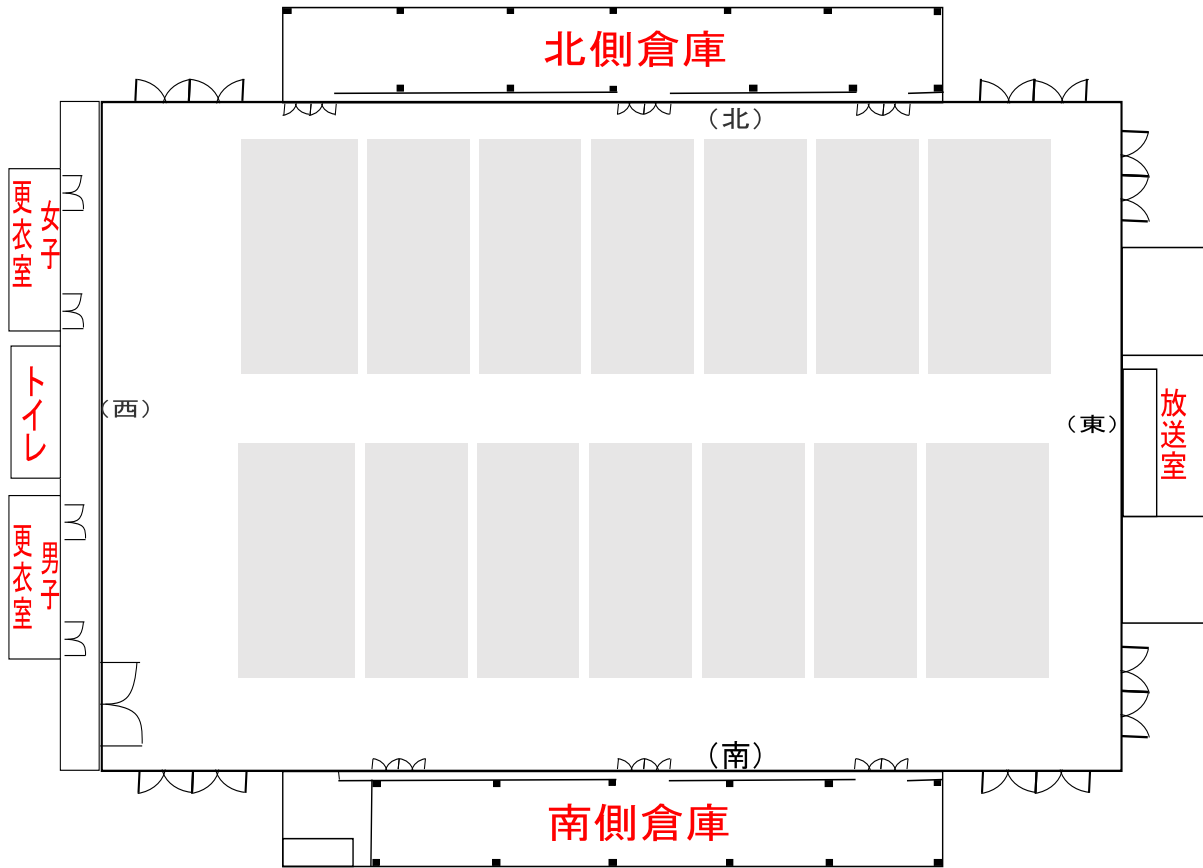 北側倉庫
（北）
女子
更衣室
トイレ
（西）
（東）
放送室
男子
更衣室
（南）
南側倉庫